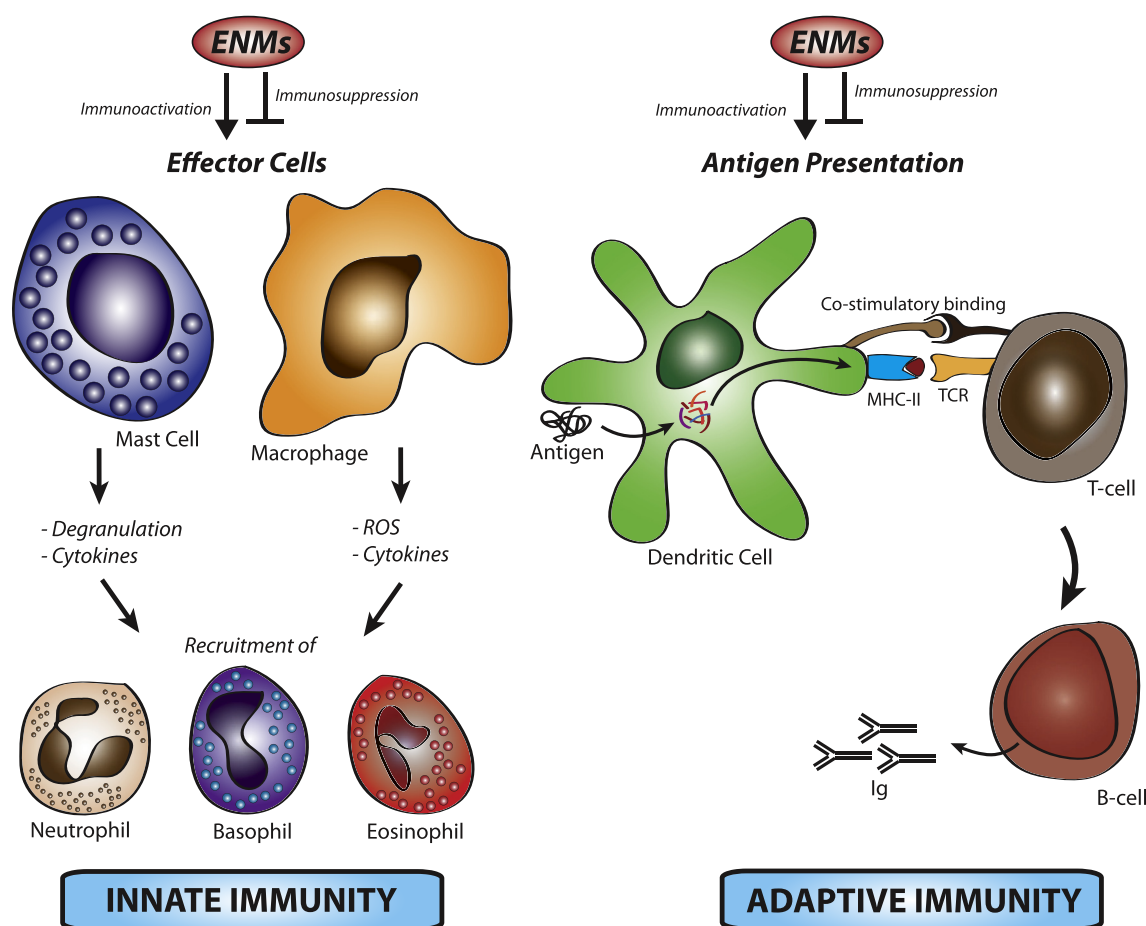 ENMs
Immunoactivation
Immunosuppression
Effector Cells
Mast Cell
Macrophage
- Degranulation
- Cytokines
- ROS
- Cytokines
Recruitment of
Neutrophil
Basophil
Eosinophil
INNATE IMMUNITY
ENMs
Immunoactivation
Immunosuppression
Antigen Presentation
Co-stimulatory binding
MHC-II
TCR
Antigen
T-cell
Dendritic Cell
Ig
B-cell
ADAPTIVE IMMUNITY